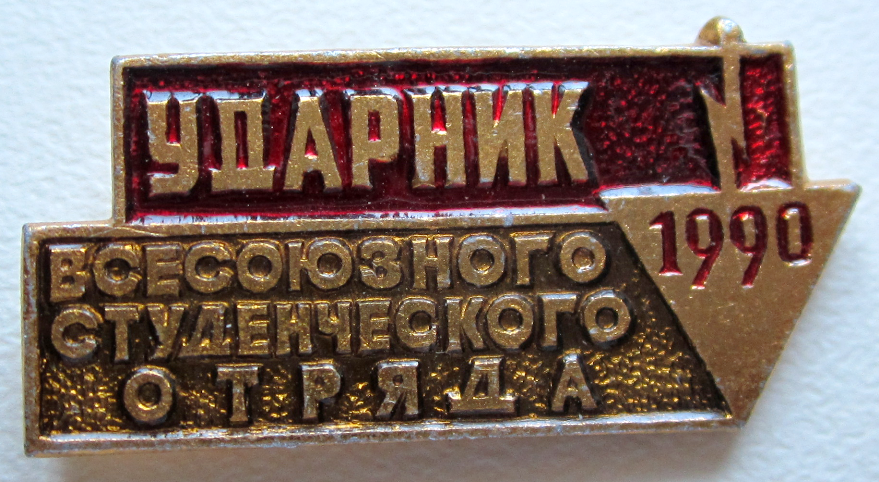 УДАРНИК
1990
ВСЕСОЮЗНОГО
СТУДЕНЧЕСКОГО
ОТРЯДА